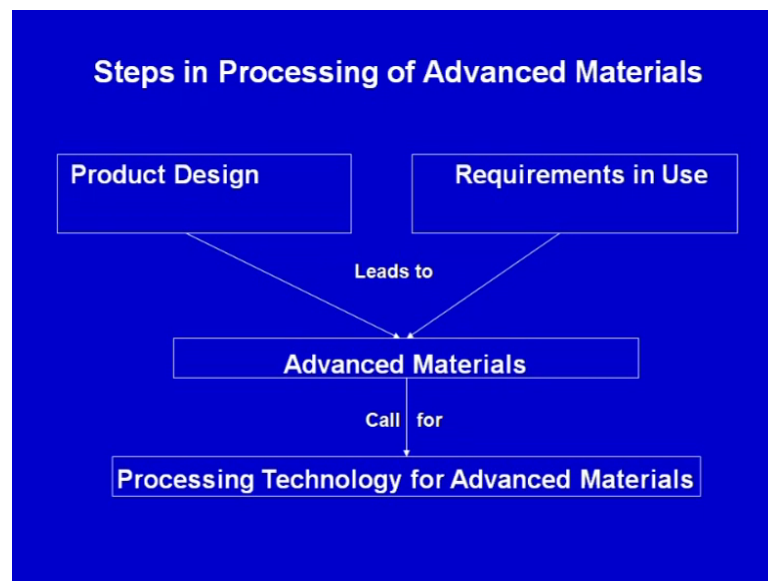 Steps in Processing of Advanced Materials
Product Design
Requirements in Use
Leads to
Advanced Materials
Call for
Processing Technology for Advanced Materials